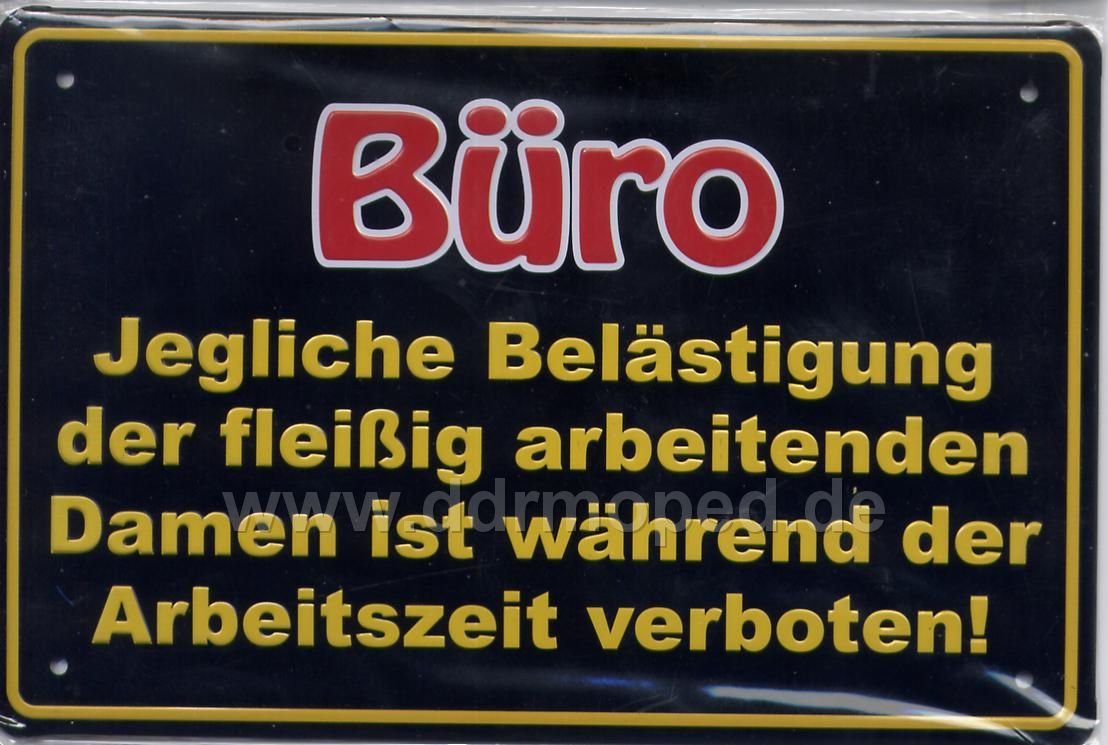 Büro
Jegliche Belästigung
der fleißig arbeitenden
Damen ist während der
www.ddrmoped.de
Arbeitszeit verboten!